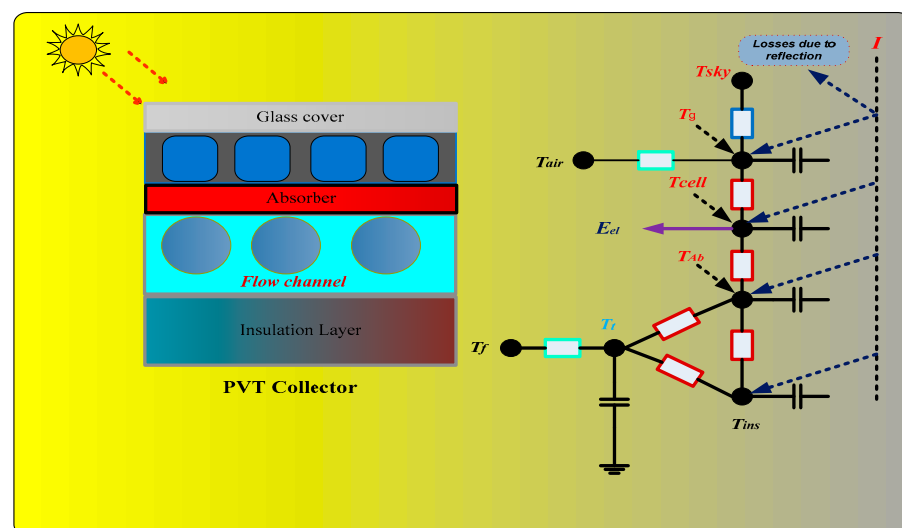 Losses due to
reflection
I
Tsky
Glass cover
Tg
Tair
Tcell
Absorber
Eel
TAb
Flow channel
Tt
Insulation Layer
Tf
PVT Collector
Tins